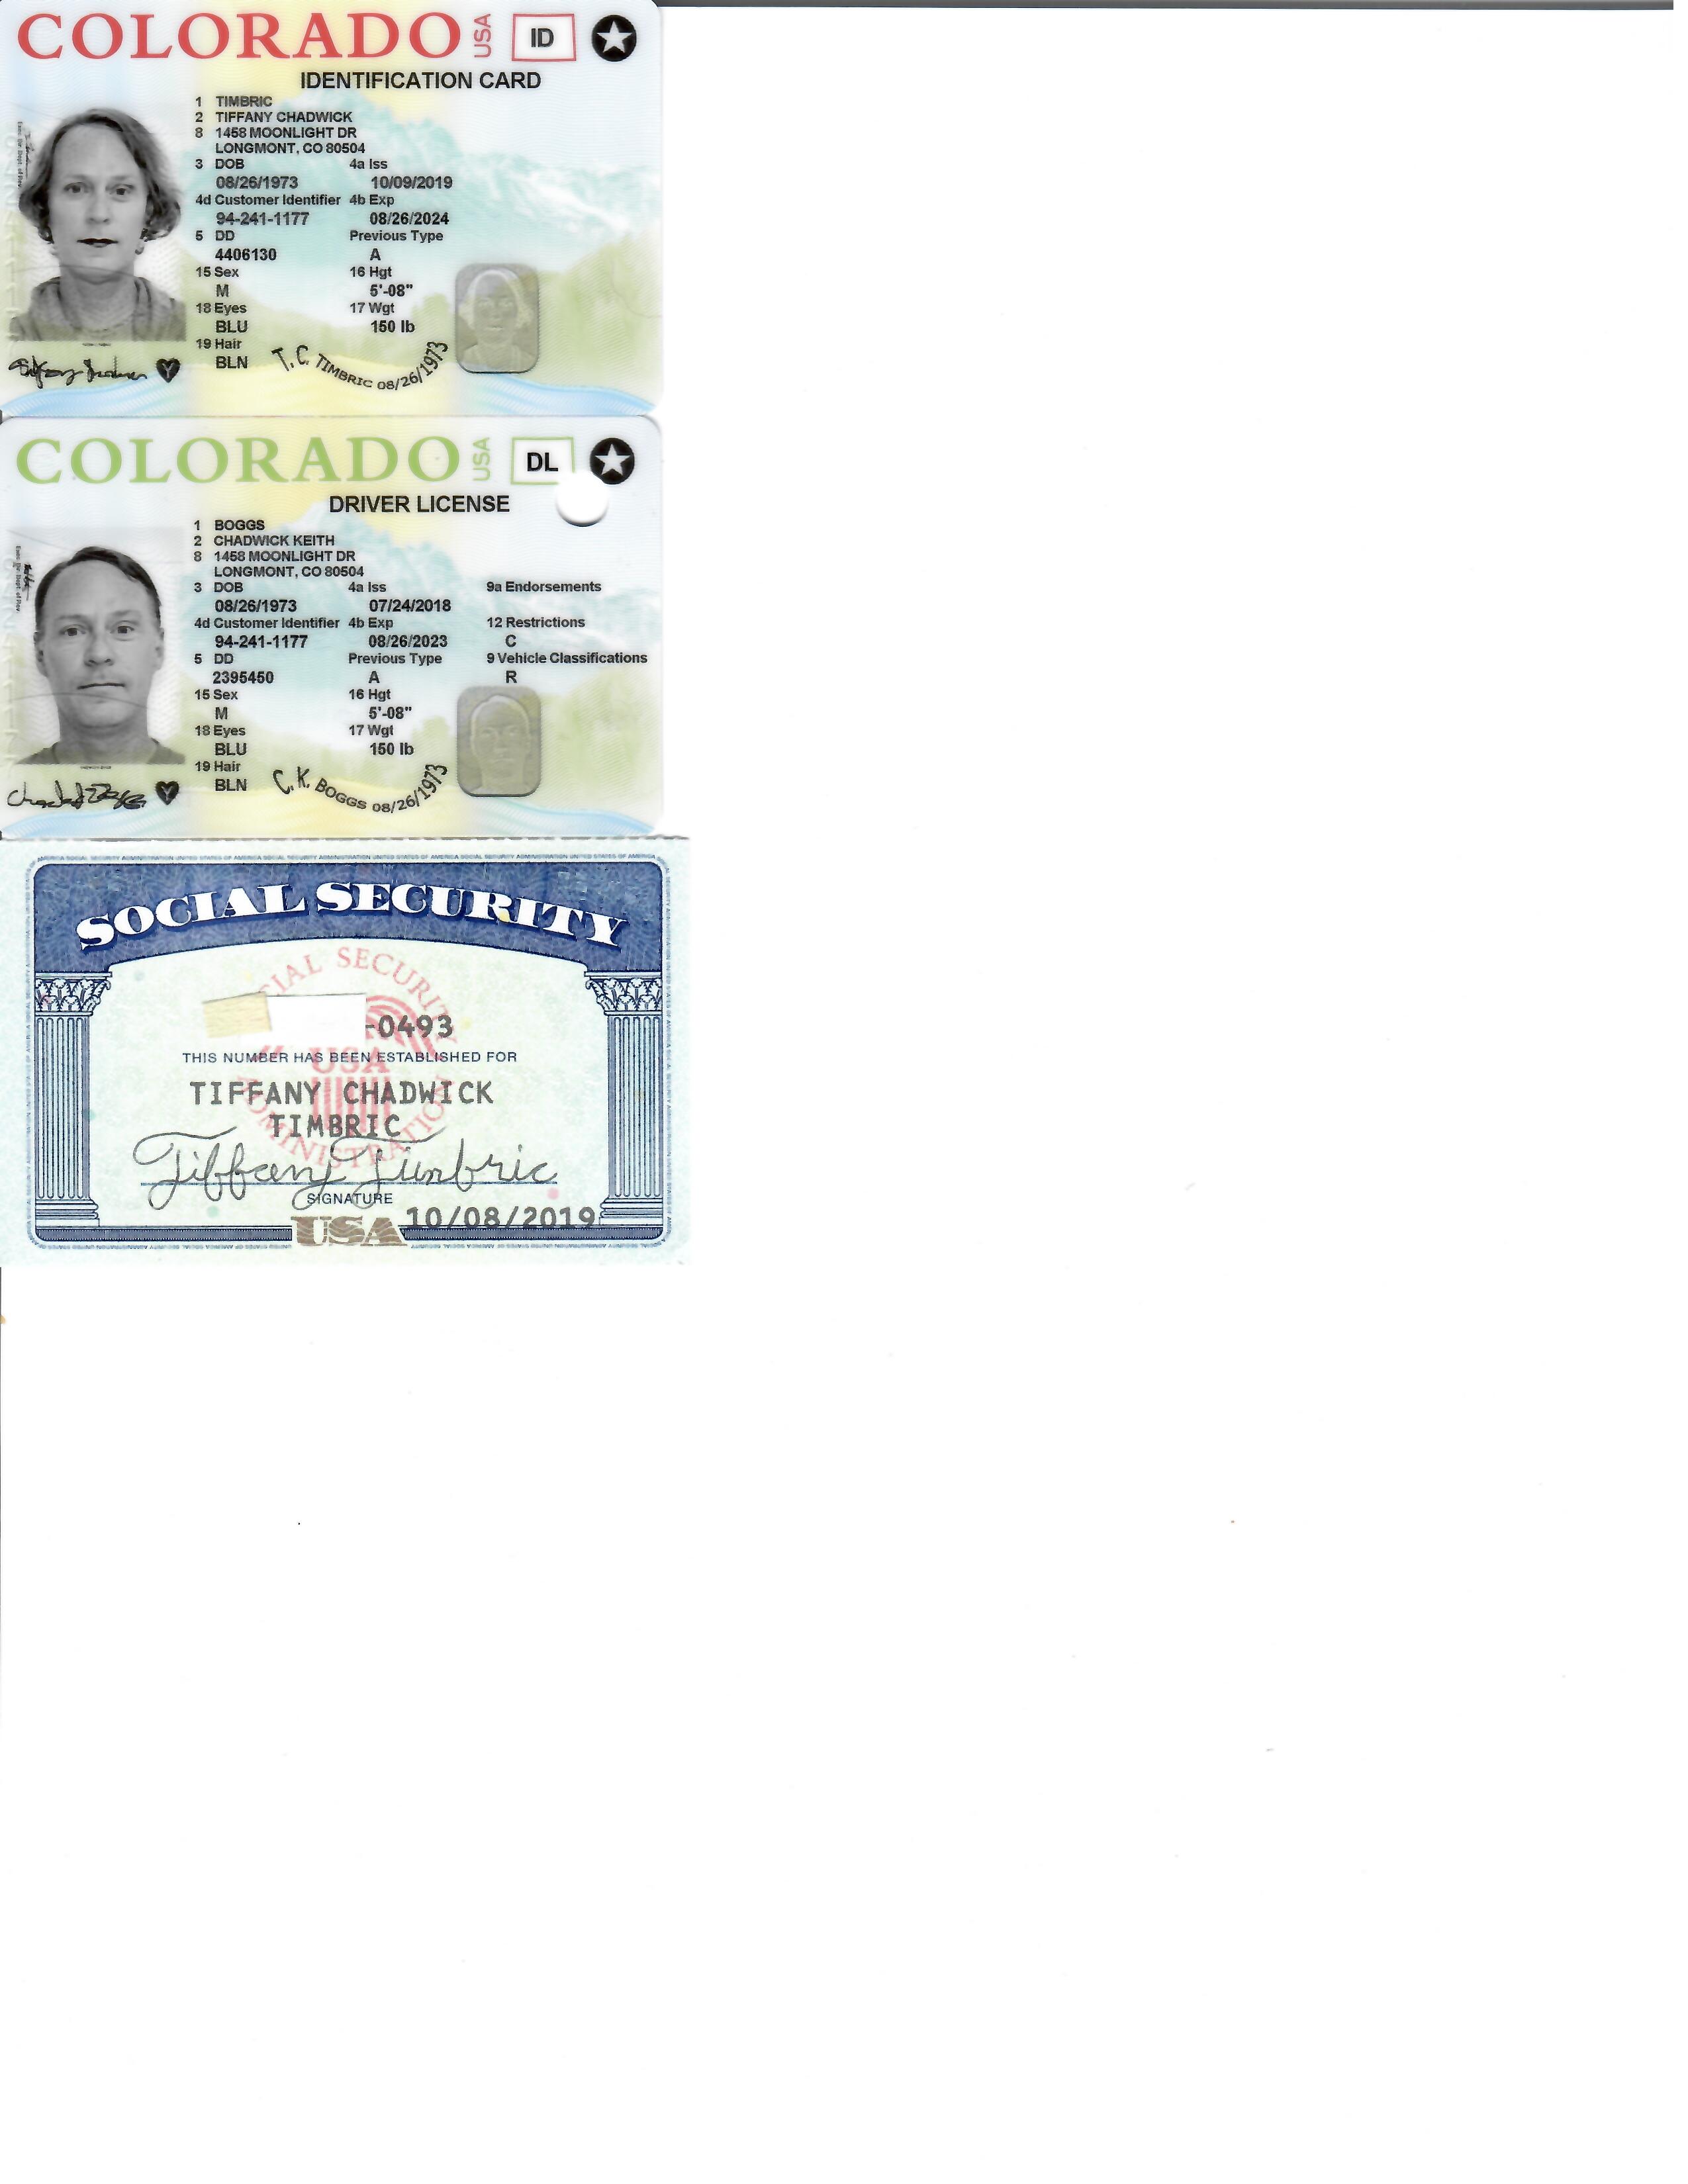 COLORADO USA ID
IDENTIFICATION CARD
1 TIMBRIC
2 TIFFANY CHADWICK
8 1458 MOONLIGHT DR
LONGMONT, CO 80504
3 DOB 4a Iss
08/26/1973 10/09/2019
4d Customer Identifier 4b Exp
94-241-1177 08/26/2024
5 DD Previous Type
4406130 A
15 Sex 16 Hgt
M 5'-08"
18 Eyes 17 Wgt
BLU 150 lb
19 Hair
BLN T.C. TIMBRIC 08/26/1973
Y
COLORADO USA DL
DRIVER LICENSE
1 BOGGS
2 CHADWICK KEITH
8 1458 MOONLIGHT DR
LONGMONT, CO 80504
3 DOB 4a Iss 9a Endorsements
08/26/1973 07/24/2018
4d Customer Identifier 4b Exp 12 Restrictions
94-241-1177 08/26/2023 C
5 DD Previous Type 9 Vehicle Classifications
2395450 A R
15 Sex 16 Hgt
M 5'-08"
18 Eyes 17 Wgt
BLU 150 lb
19 Hair
BLN C.K. BOGGS 08/26/1973
Y
SOCIAL SECURITY
-0493
THIS NUMBER HAS BEEN ESTABLISHED FOR
TIFFANY CHADWICK
TIMBRIC
Tiffany Timbric
SIGNATURE
USA 10/08/2019